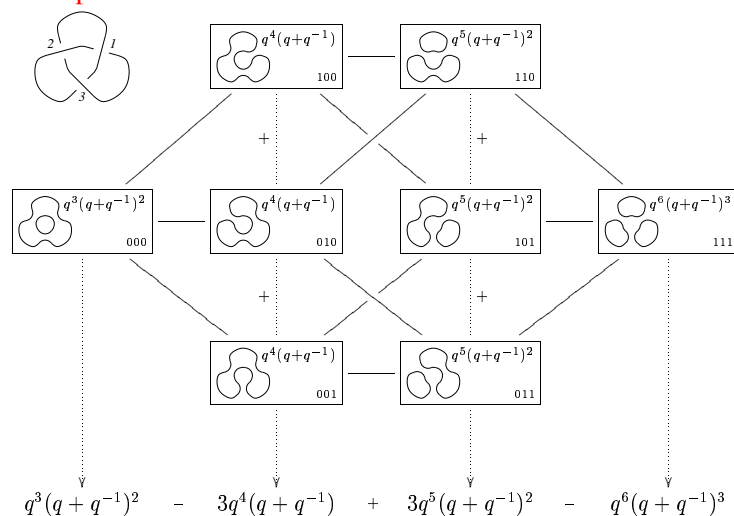 2 1
3
q^4(q+q^{-1}) q^5(q+q^{-1})^2
100 110
+ +
q^3(q+q^{-1})^2 q^4(q+q^{-1}) q^5(q+q^{-1})^2 q^6(q+q^{-1})^3
000 010 101 111
+ +
q^4(q+q^{-1}) q^5(q+q^{-1})^2
001 011
q^3(q + q^{-1})^2 − 3q^4(q + q^{-1}) + 3q^5(q + q^{-1})^2 − q^6(q + q^{-1})^3